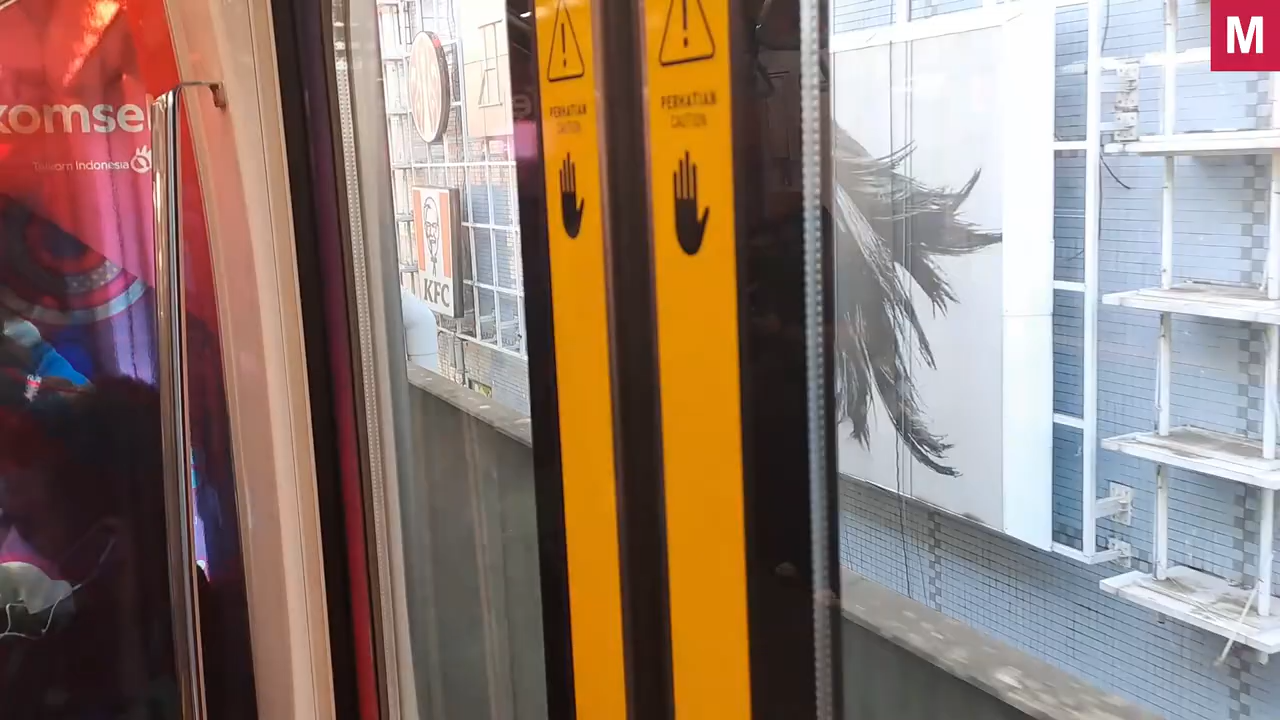 komsel
Telkom Indonesia
KFC
PERHATIAN
CAUTION
PERHATIAN
CAUTION
M